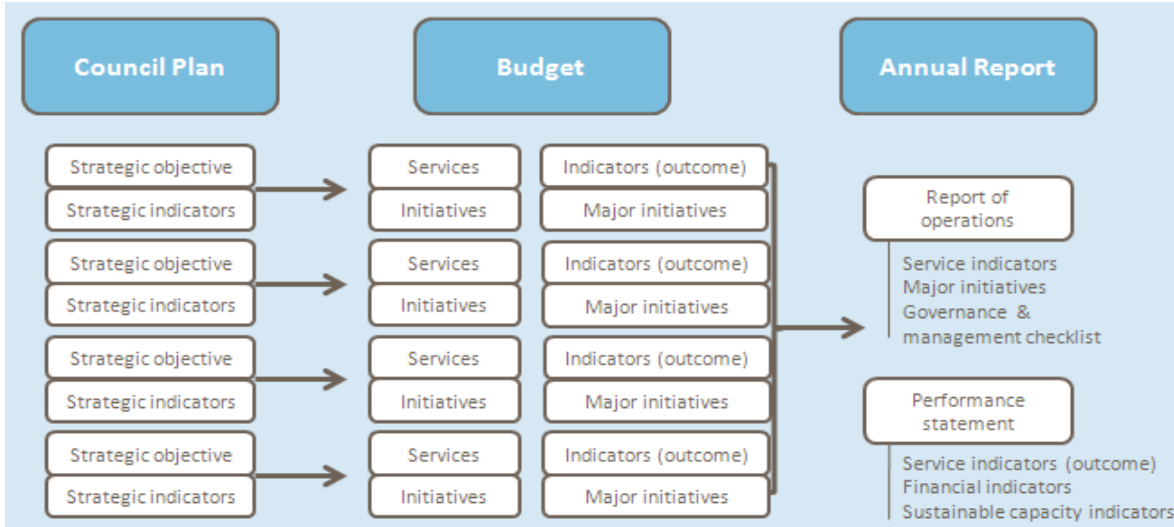 Council Plan
Budget
Annual Report
Strategic objective
Strategic indicators
Services
Initiatives
Indicators (outcome)
Major initiatives
Strategic objective
Strategic indicators
Services
Initiatives
Indicators (outcome)
Major initiatives
Strategic objective
Strategic indicators
Services
Initiatives
Indicators (outcome)
Major initiatives
Strategic objective
Strategic indicators
Services
Initiatives
Indicators (outcome)
Major initiatives
Report of
operations
Service indicators
Major initiatives
Governance &
management checklist
Performance
statement
Service indicators (outcome)
Financial indicators
Sustainable capacity indicators